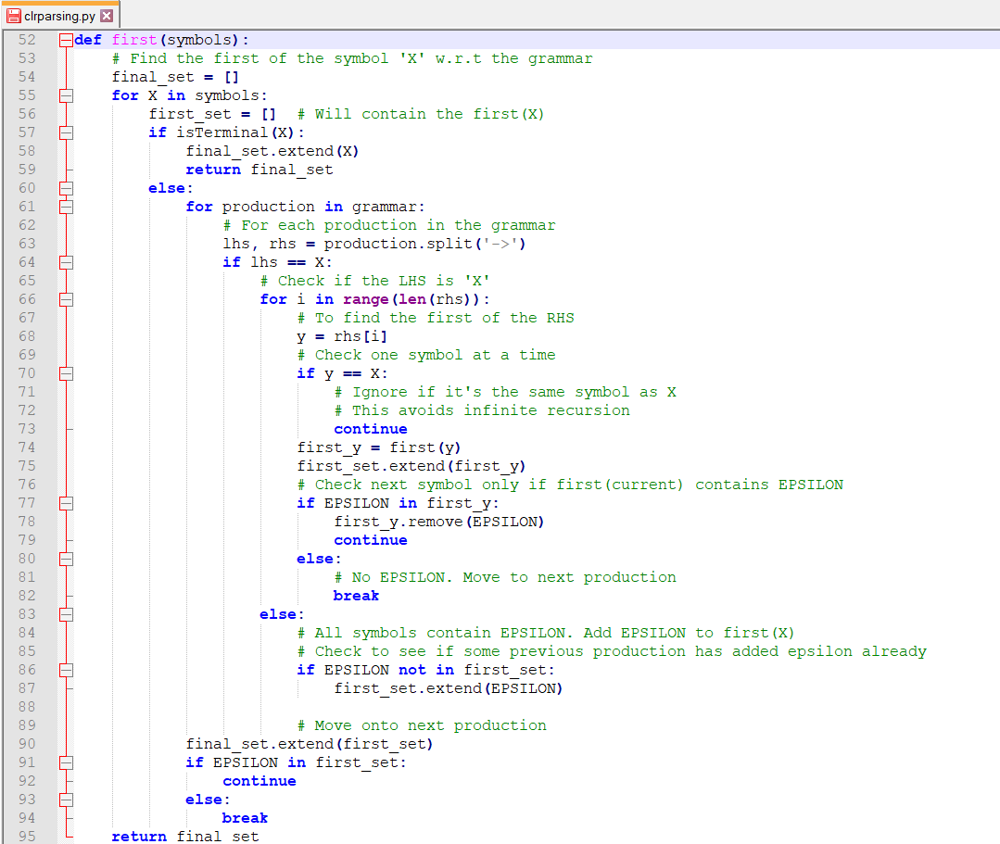 clrparsing.py
52 def first(symbols):
53     # Find the first of the symbol 'X' w.r.t the grammar
54     final_set = []
55     for X in symbols:
56         first_set = []  # Will contain the first(X)
57         if isTerminal(X):
58             final_set.extend(X)
59             return final_set
60         else:
61             for production in grammar:
62                 # For each production in the grammar
63                 lhs, rhs = production.split('->')
64                 if lhs == X:
65                     # Check if the LHS is 'X'
66                     for i in range(len(rhs)):
67                         # To find the first of the RHS
68                         y = rhs[i]
69                         # Check one symbol at a time
70                         if y == X:
71                             # Ignore if it's the same symbol as X
72                             # This avoids infinite recursion
73                             continue
74                         first_y = first(y)
75                         first_set.extend(first_y)
76                         # Check next symbol only if first(current) contains EPSILON
77                         if EPSILON in first_y:
78                             first_y.remove(EPSILON)
79                             continue
80                         else:
81                             # No EPSILON. Move to next production
82                             break
83                     else:
84                         # All symbols contain EPSILON. Add EPSILON to first(X)
85                         # Check to see if some previous production has added epsilon already
86                         if EPSILON not in first_set:
87                             first_set.extend(EPSILON)
88
89                         # Move onto next production
90             final_set.extend(first_set)
91             if EPSILON in first_set:
92                 continue
93             else:
94                 break
95     return final_set